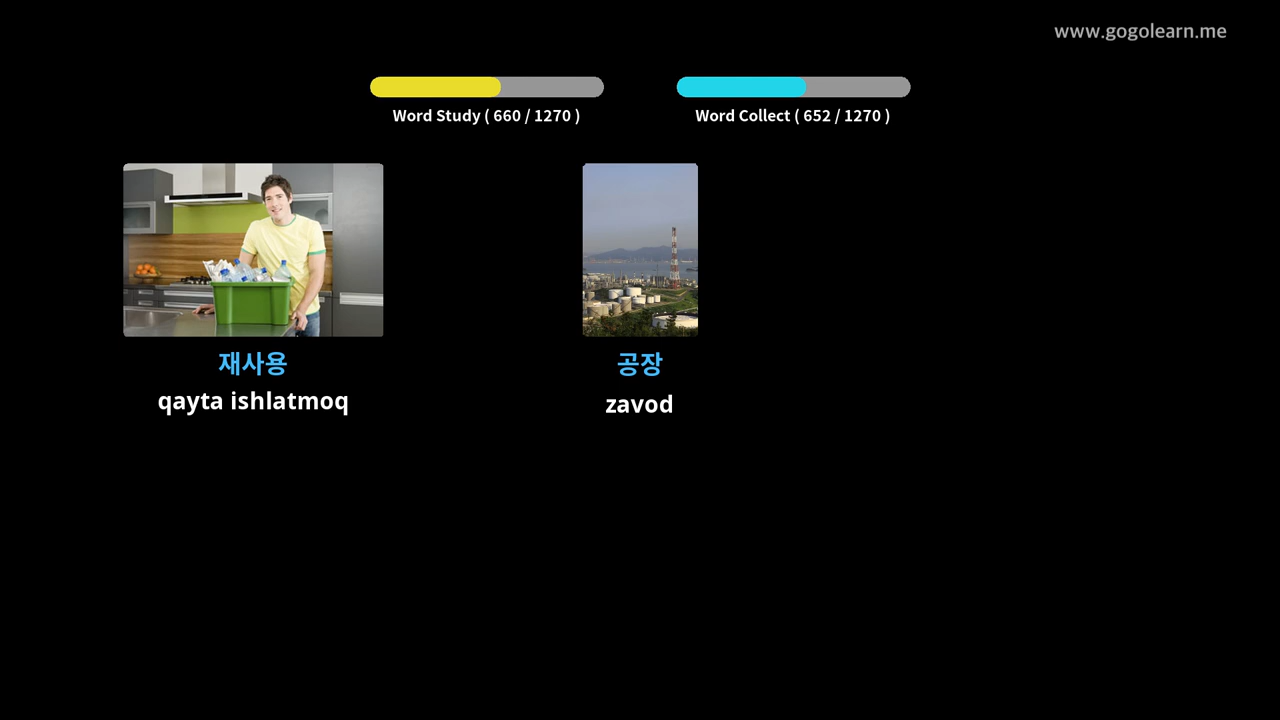 www.gogolearn.me
Word Study ( 660 / 1270 )
Word Collect ( 652 / 1270 )
재사용
qayta ishlatmoq
공장
zavod